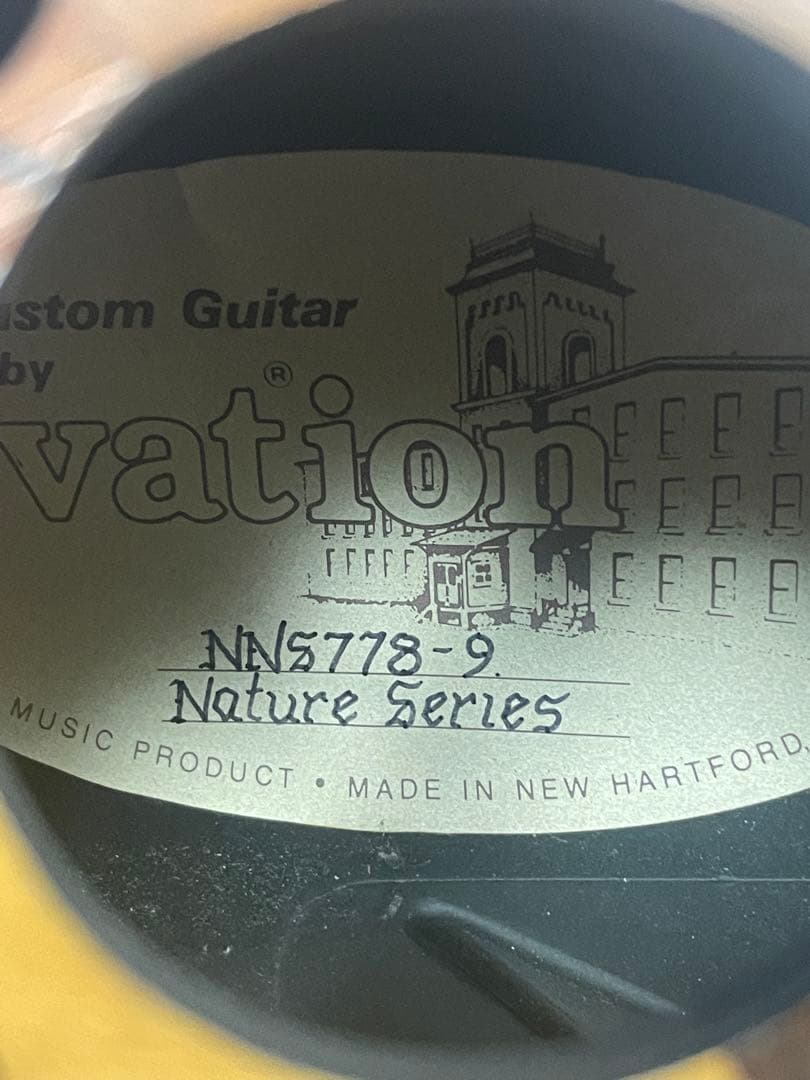 ustom Guitar
by
®
vation
NNS778-9
Nature Series
MUSIC PRODUCT • MADE IN NEW HARTFORD,